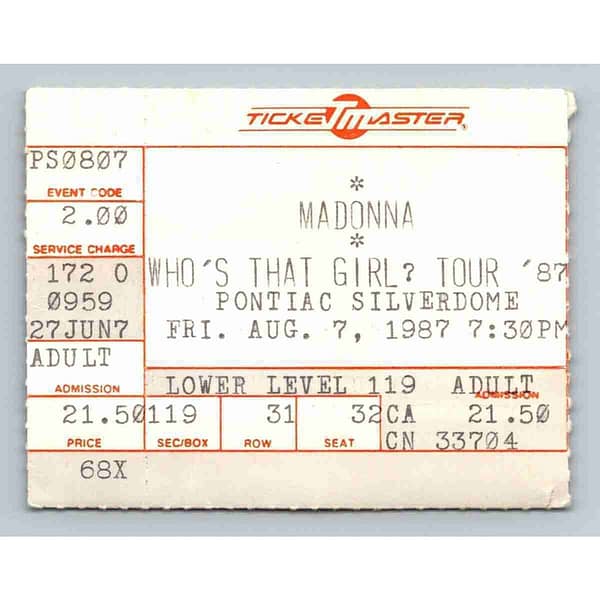 TICKETMASTER
PS0807
EVENT CODE
2.00
SERVICE CHARGE
172 0
0959
27JUN7
ADULT
ADMISSION
21.50
PRICE
68X
*
MADONNA
*
WHO'S THAT GIRL? TOUR '87
PONTIAC SILVERDOME
FRI. AUG. 7, 1987 7:30PM
LOWER LEVEL 119 ADULT
ADMISSION
119 31 32 CA 21.50
SEC/BOX ROW SEAT CN 33704